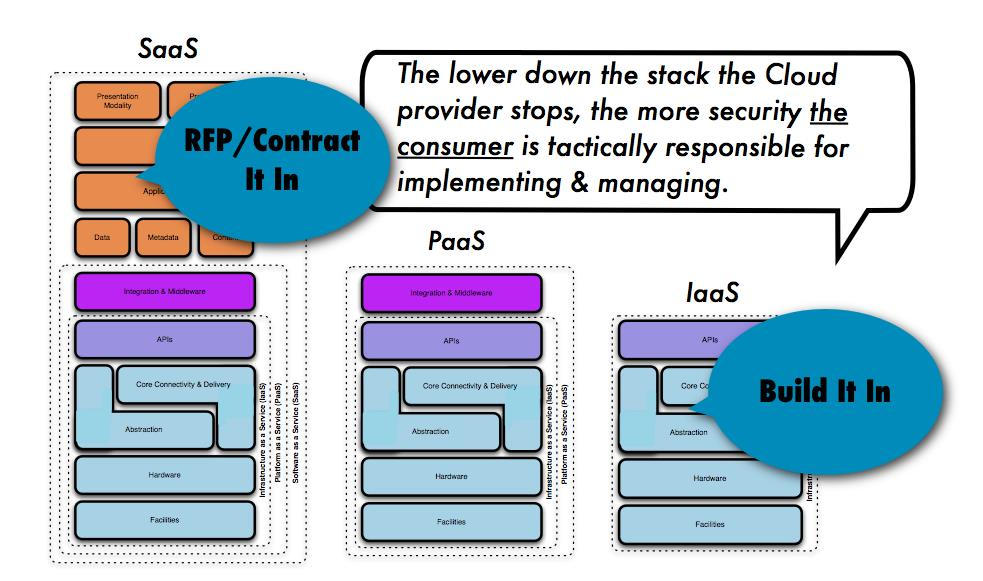 SaaS
The lower down the stack the Cloud
provider stops, the more security the
consumer is tactically responsible for
implementing & managing.
RFP/Contract
It In
Presentation
Modality
Data
Metadata
Integration & Middleware
APIs
Core Connectivity & Delivery
Abstraction
Hardware
Facilities
Infrastructure as a Service (IaaS)
Platform as a Service (PaaS)
Software as a Service (SaaS)
PaaS
Integration & Middleware
APIs
Core Connectivity & Delivery
Abstraction
Hardware
Facilities
Infrastructure as a Service (IaaS)
Platform as a Service (PaaS)
IaaS
APIs
Build It In
Abstraction
Hardware
Facilities